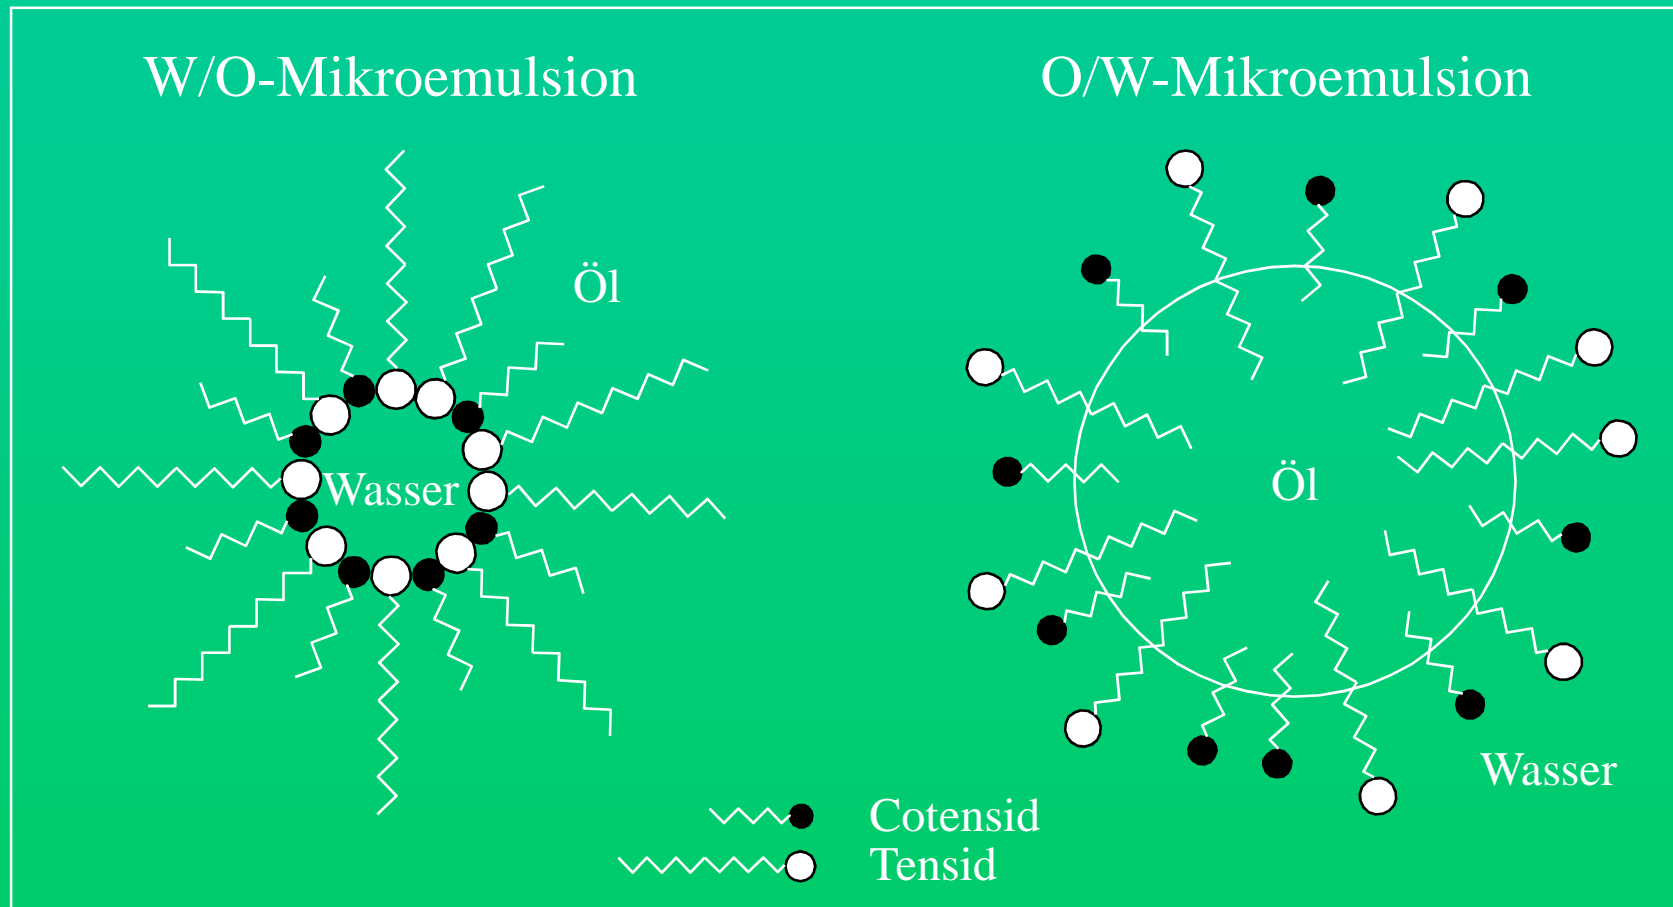 W/O-Mikroemulsion
O/W-Mikroemulsion
Öl
Wasser
Öl
Wasser
Cotensid
Tensid